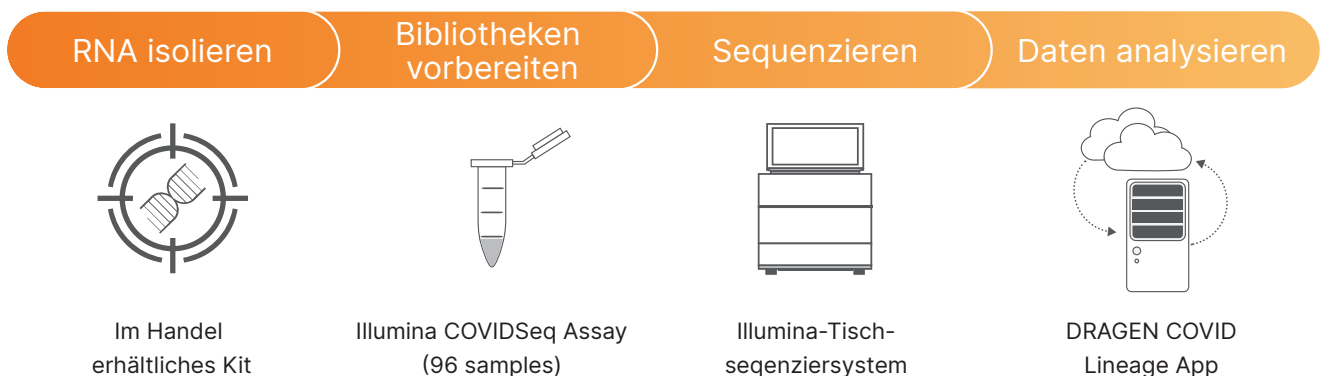 RNA isolieren
Bibliotheken
vorbereiten
Sequenzieren
Daten analysieren
Im Handel
erhältliches Kit
Illumina COVIDSeq Assay
(96 samples)
Illumina-Tisch-
seqenziersystem
DRAGEN COVID
Lineage App